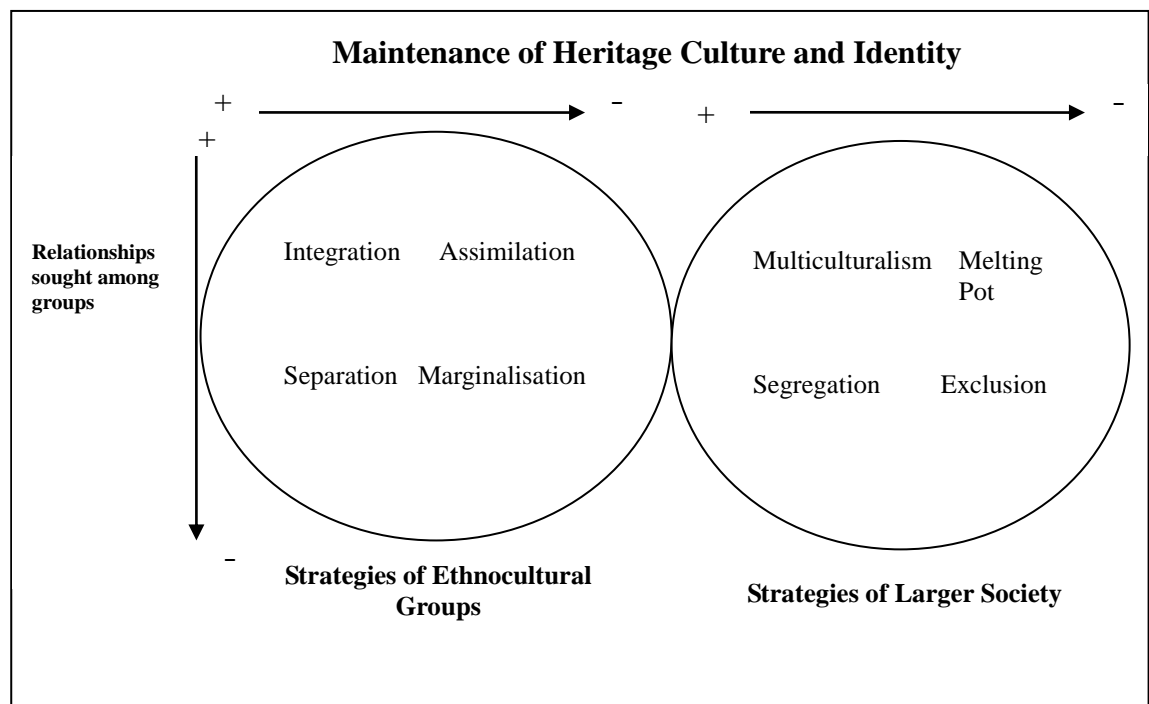 Maintenance of Heritage Culture and Identity
+ - + -
+
Relationships
sought among
groups
Integration Assimilation
Separation Marginalisation
-
Strategies of Ethnocultural
Groups
Multiculturalism Melting
Pot
Segregation Exclusion
Strategies of Larger Society